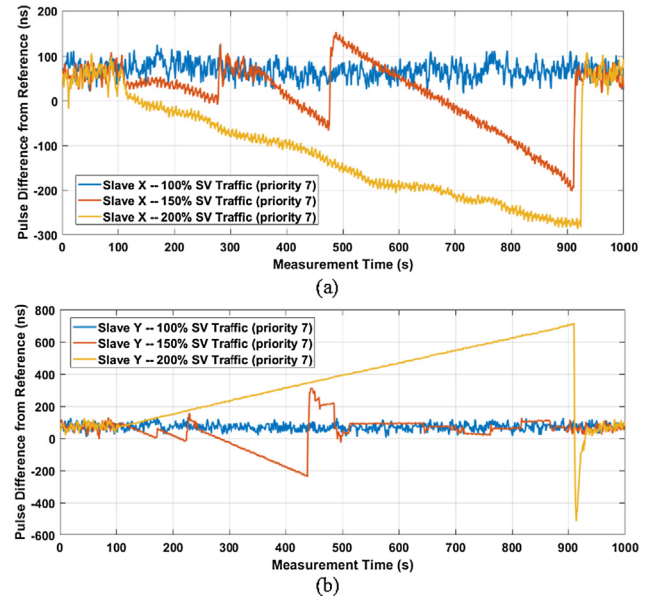 200
100
0
-100
-200
-300
Pulse Difference from Reference (ns)
Slave X -- 100% SV Traffic (priority 7)
Slave X -- 150% SV Traffic (priority 7)
Slave X -- 200% SV Traffic (priority 7)
0 100 200 300 400 500 600 700 800 900 1000
Measurement Time (s)
(a)
800
600
400
200
0
-200
-400
-600
Pulse Difference from Reference (ns)
Slave Y -- 100% SV Traffic (priority 7)
Slave Y -- 150% SV Traffic (priority 7)
Slave Y -- 200% SV Traffic (priority 7)
0 100 200 300 400 500 600 700 800 900 1000
Measurement Time (s)
(b)